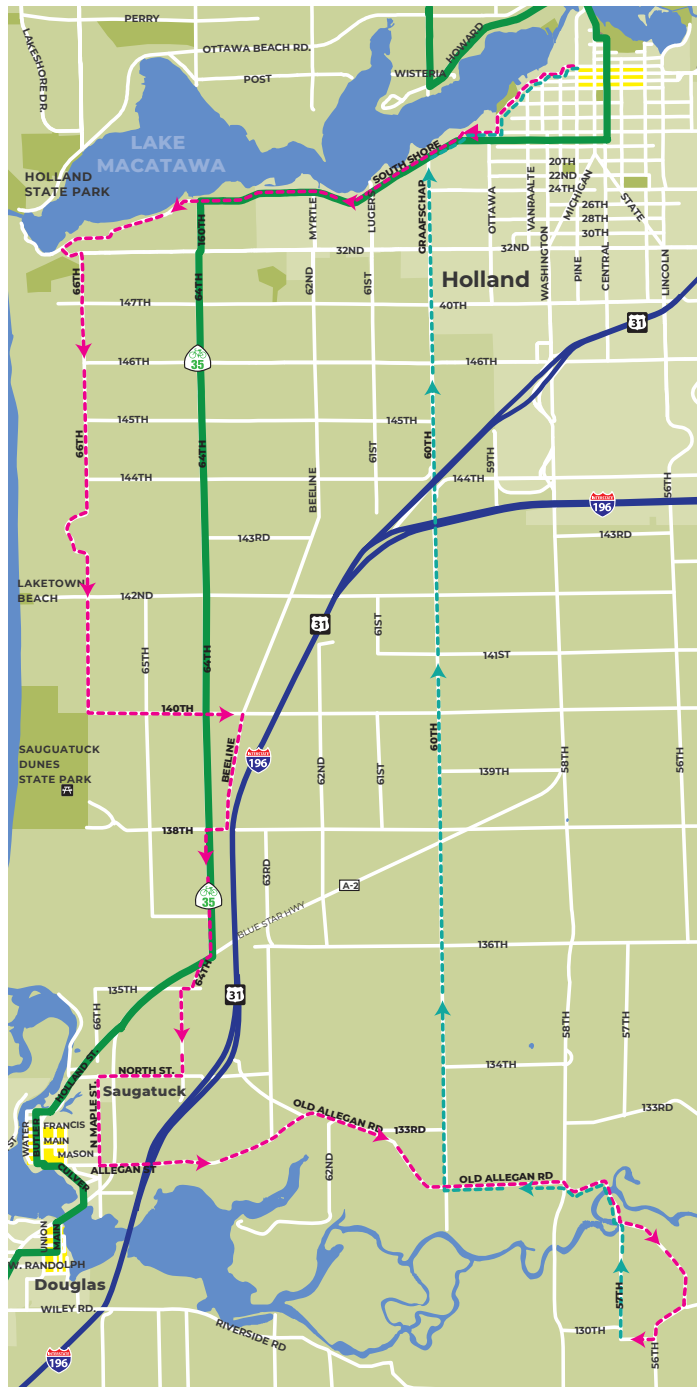 PERRY
LAKESHORE DR.
OTTAWA BEACH RD.
HOWARD
POST
WISTERIA
LAKE
MACATAWA
SOUTH SHORE
HOLLAND
STATE PARK
20TH
22ND
24TH
MICHIGAN
STATE
26TH
28TH
30TH
160TH
MYRTLE
LUGERS
GRAAFSCHAP
OTTAWA
VANRAALTE
WASHINGTON
PINE
CENTRAL
LINCOLN
32ND
32ND
66TH
64TH
62ND
61ST
Holland
147TH
40TH
31
146TH
35
146TH
145TH
145TH
66TH
64TH
61ST
60TH
59TH
144TH
144TH
56TH
BEELINE
196
143RD
143RD
LAKETOWN
BEACH
142ND
31
61ST
65TH
64TH
141ST
140TH
SAUGUATUCK
DUNES
STATE PARK
BEELINE
196
62ND
61ST
60TH
139TH
58TH
56TH
138TH
63RD
35
A-2
BLUE STAR HWY
136TH
64TH
135TH
31
66TH
58TH
57TH
134TH
HOLLAND ST.
NORTH ST.
Saugatuck
N MAPLE ST.
OLD ALLEGAN RD
133RD
133RD
ST
WATER
BUTLER
FRANCIS
MAIN
MASON
ALLEGAN ST
62ND
OLD ALLEGAN RD
CULVER
UNION
MAIN
W. RANDOLPH
Douglas
57TH
WILEY RD.
RIVERSIDE RD
130TH
56TH
196